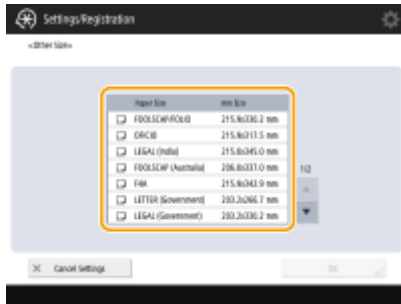 Settings/Registration
<Other Size>
Paper Size mm Size
FOOLSCAP/FOLIO 215.9x330.2 mm
OFICIO 215.9x317.5 mm
LEGAL (India) 215.0x345.0 mm
FOOLSCAP (Australia) 206.0x337.0 mm
F4A 215.9x342.9 mm
LETTER (Government) 203.2x266.7 mm
LEGAL (Government) 203.2x330.2 mm
1/2
Cancel Settings
OK